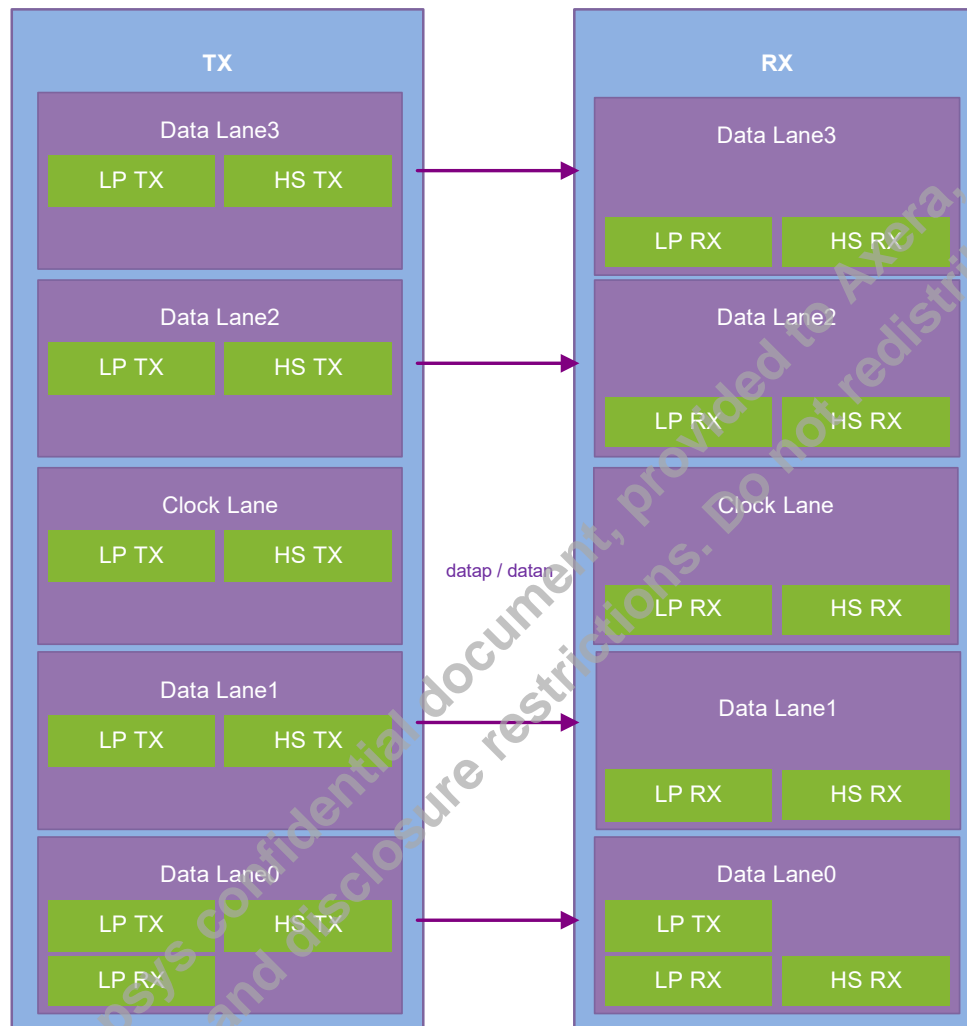 TX
Data Lane3
LP TX
HS TX
Data Lane2
LP TX
HS TX
Clock Lane
LP TX
HS TX
Data Lane1
LP TX
HS TX
Data Lane0
LP TX
HS TX
LP RX
datap / datan
RX
Data Lane3
LP RX
HS RX
Data Lane2
LP RX
HS RX
Clock Lane
LP RX
HS RX
Data Lane1
LP RX
HS RX
Data Lane0
LP TX
LP RX
HS RX
confidential document, provided to Axera,
and disclosure restrictions. Do not